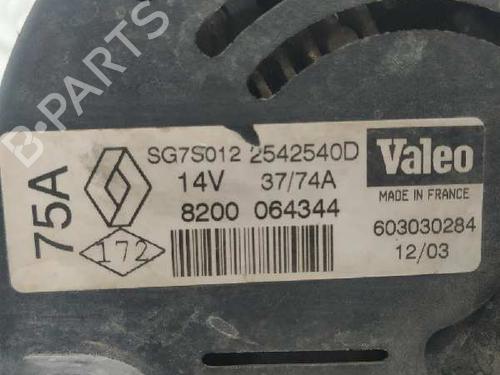 75A
172
SG7S012 2542540D
14V 37/74A
8200 064344
Valeo
MADE IN FRANCE
603030284
12/03
B-PARTS